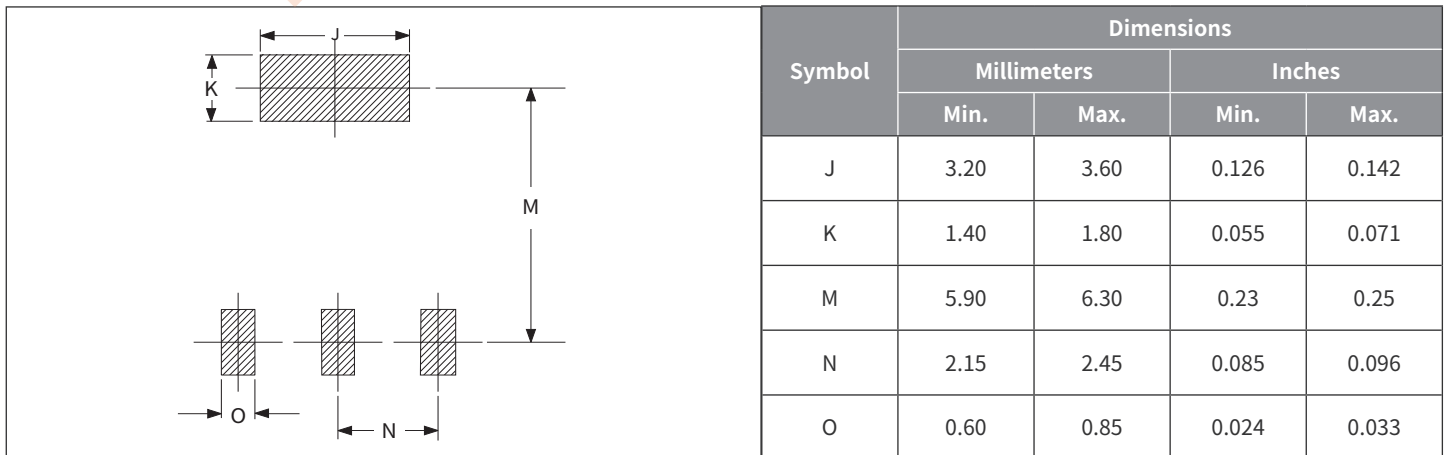 J
K
M
O
N
Symbol Dimensions
Millimeters Inches
Min. Max. Min. Max.
J 3.20 3.60 0.126 0.142
K 1.40 1.80 0.055 0.071
M 5.90 6.30 0.23 0.25
N 2.15 2.45 0.085 0.096
O 0.60 0.85 0.024 0.033